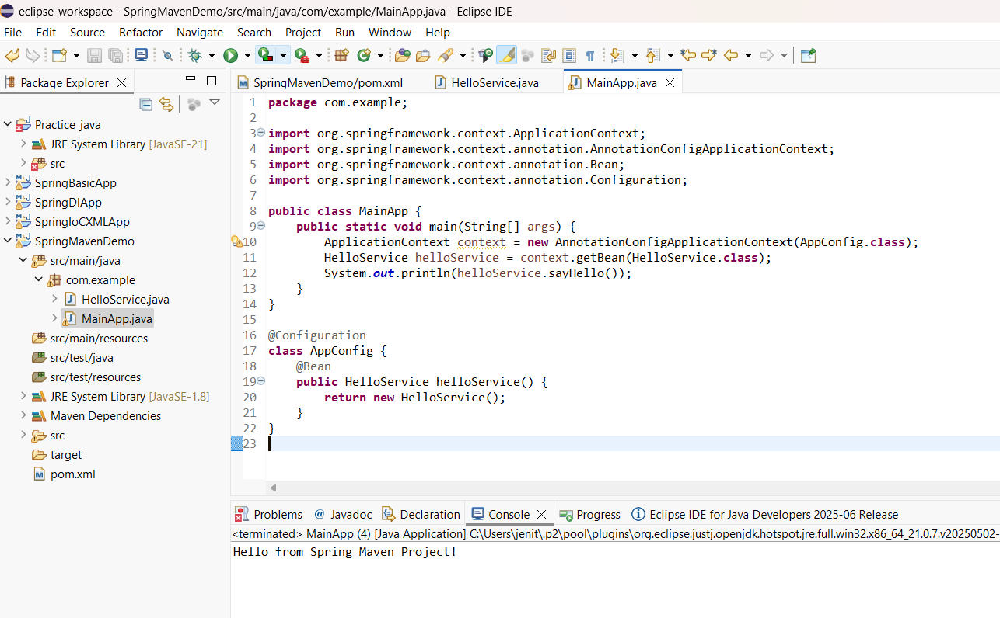 eclipse-workspace - SpringMavenDemo/src/main/java/com/example/MainApp.java - Eclipse IDE
File Edit Source Refactor Navigate Search Project Run Window Help
Package Explorer
Practice_java
JRE System Library [JavaSE-21]
src
SpringBasicApp
SpringDIApp
SpringIoCXMLApp
SpringMavenDemo
src/main/java
com.example
HelloService.java
MainApp.java
src/main/resources
src/test/java
src/test/resources
JRE System Library [JavaSE-1.8]
Maven Dependencies
src
target
pom.xml
SpringMavenDemo/pom.xml HelloService.java MainApp.java
1 package com.example;
2
3 import org.springframework.context.ApplicationContext;
4 import org.springframework.context.annotation.AnnotationConfigApplicationContext;
5 import org.springframework.context.annotation.Bean;
6 import org.springframework.context.annotation.Configuration;
7
8 public class MainApp {
9 public static void main(String[] args) {
10 ApplicationContext context = new AnnotationConfigApplicationContext(AppConfig.class);
11 HelloService helloService = context.getBean(HelloService.class);
12 System.out.println(helloService.sayHello());
13 }
14 }
15
16 @Configuration
17 class AppConfig {
18 @Bean
19 public HelloService helloService() {
20 return new HelloService();
21 }
22 }
23
Problems @ Javadoc Declaration Console Progress Eclipse IDE for Java Developers 2025-06 Release
<terminated> MainApp (4) [Java Application] C:\Users\jenit\.p2\pool\plugins\org.eclipse.justj.openjdk.hotspot.jre.full.win32.x86_64_21.0.7.v20250502-
Hello from Spring Maven Project!